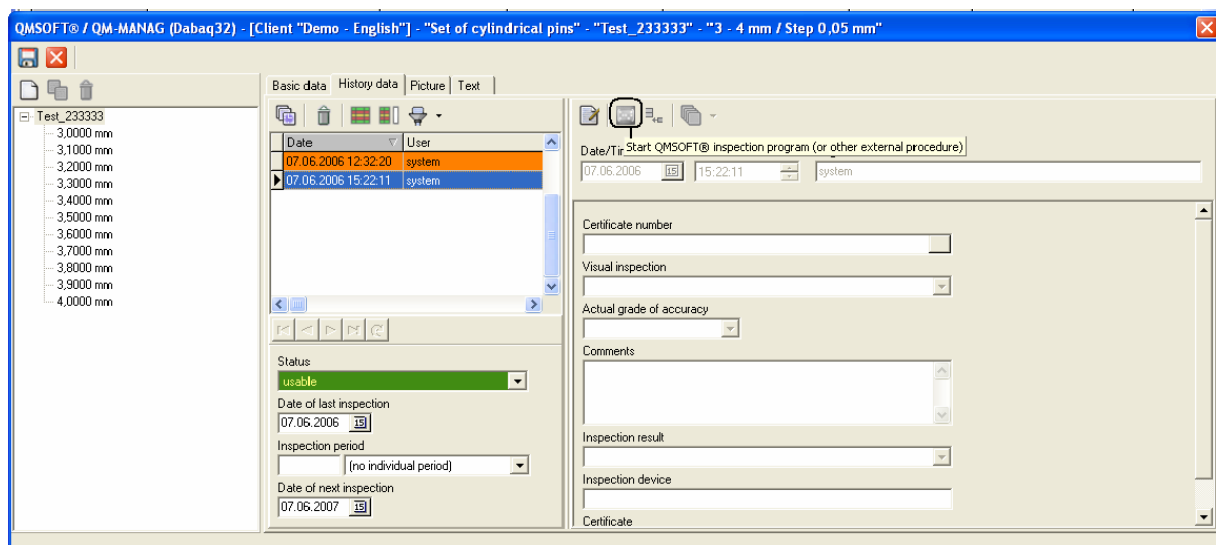 QMSOFT® / QM-MANAG (Dabaq32) - [Client "Demo - English"] - "Set of cylindrical pins" - "Test_233333" - "3 - 4 mm / Step 0,05 mm"
Test_233333
3,0000 mm
3,1000 mm
3,2000 mm
3,3000 mm
3,4000 mm
3,5000 mm
3,6000 mm
3,7000 mm
3,8000 mm
3,9000 mm
4,0000 mm
Basic data History data Picture Text
Date User
07.06.2006 12:32:20 system
07.06.2006 15:22:11 system
Status
usable
Date of last inspection
07.06.2006 15
Inspection period
(no individual period)
Date of next inspection
07.06.2007 15
Start QMSOFT® inspection program (or other external procedure)
Date/Tir
07.06.2006 15 15:22:11 system
Certificate number
Visual inspection
Actual grade of accuracy
Comments
Inspection result
Inspection device
Certificate